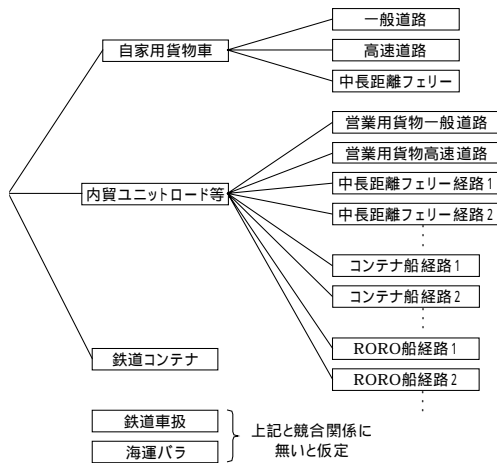 一般道路
自家用貨物車
高速道路
中長距離フェリー
営業用貨物一般道路
営業用貨物高速道路
内貿ユニットロード等
中長距離フェリー経路1
中長距離フェリー経路2
コンテナ船経路1
コンテナ船経路2
鉄道コンテナ
RORO船経路1
RORO船経路2
鉄道車扱
海運バラ
上記と競合関係に
無いと仮定